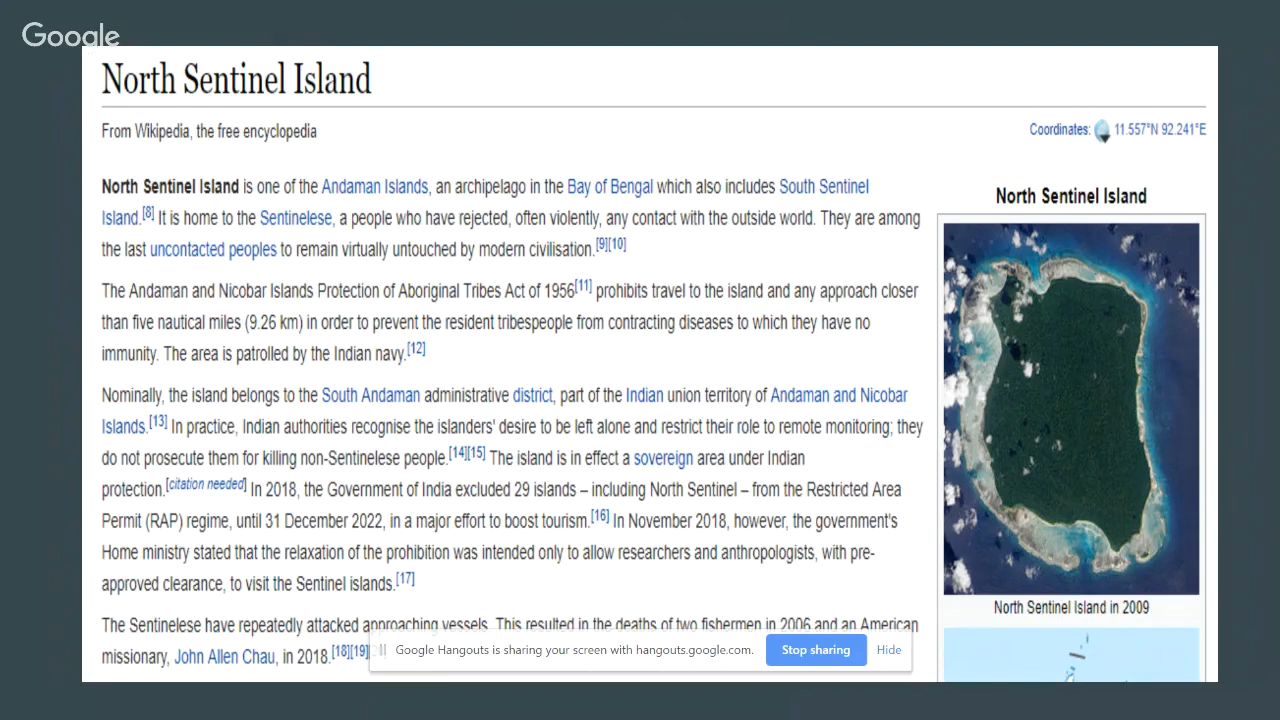 Google
North Sentinel Island
From Wikipedia, the free encyclopedia
Coordinates: 11.557°N 92.241°E
North Sentinel Island is one of the Andaman Islands, an archipelago in the Bay of Bengal which also includes South Sentinel
Island.[8] It is home to the Sentinelese, a people who have rejected, often violently, any contact with the outside world. They are among
the last uncontacted peoples to remain virtually untouched by modern civilisation.[9][10]
The Andaman and Nicobar Islands Protection of Aboriginal Tribes Act of 1956[11] prohibits travel to the island and any approach closer
than five nautical miles (9.26 km) in order to prevent the resident tribespeople from contracting diseases to which they have no
immunity. The area is patrolled by the Indian navy.[12]
Nominally, the island belongs to the South Andaman administrative district, part of the Indian union territory of Andaman and Nicobar
Islands.[13] In practice, Indian authorities recognise the islanders' desire to be left alone and restrict their role to remote monitoring; they
do not prosecute them for killing non-Sentinelese people.[14][15] The island is in effect a sovereign area under Indian
protection.[citation needed] In 2018, the Government of India excluded 29 islands – including North Sentinel – from the Restricted Area
Permit (RAP) regime, until 31 December 2022, in a major effort to boost tourism.[16] In November 2018, however, the government's
Home ministry stated that the relaxation of the prohibition was intended only to allow researchers and anthropologists, with pre-
approved clearance, to visit the Sentinel islands.[17]
The Sentinelese have repeatedly attacked approaching vessels. This resulted in the deaths of two fishermen in 2006 and an American
missionary, John Allen Chau, in 2018.[18][19]
North Sentinel Island
North Sentinel Island in 2009
Google Hangouts is sharing your screen with hangouts.google.com.
Stop sharing
Hide